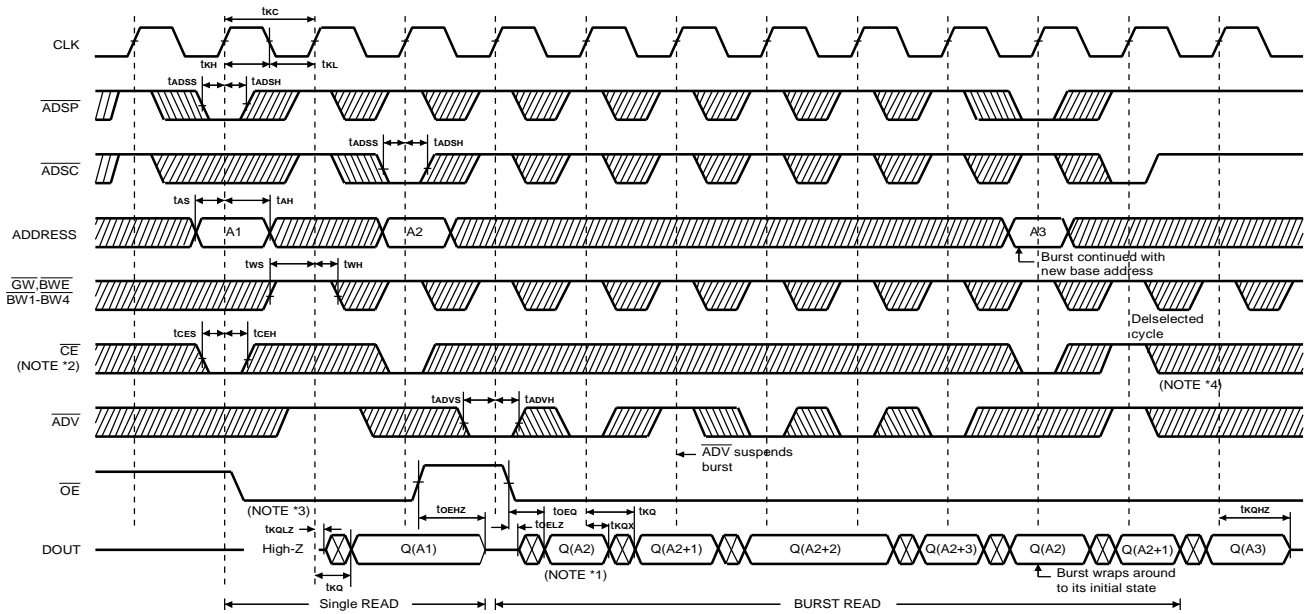 tKC
CLK
tKH
tKL
tADSS
tADSH
ADSP
tADSS
tADSH
ADSC
tAS
tAH
ADDRESS
A1
A2
A3
Burst continued with
new base address
tWS
tWH
GW,BWE
BW1-BW4
Delselected
cycle
tCES
tCEH
CE
(NOTE *2)
(NOTE *4)
tADVS
tADVH
ADV
ADV suspends
burst
OE
(NOTE *3)
tOEHZ
tOEQ
tKQ
tKQLZ
tOELZ
tKQX
tKQHZ
DOUT
High-Z
Q(A1)
Q(A2)
Q(A2+1)
Q(A2+2)
Q(A2+3)
Q(A2)
Q(A2+1)
Q(A3)
(NOTE *1)
tKQ
Burst wraps around
to its initial state
Single READ
BURST READ